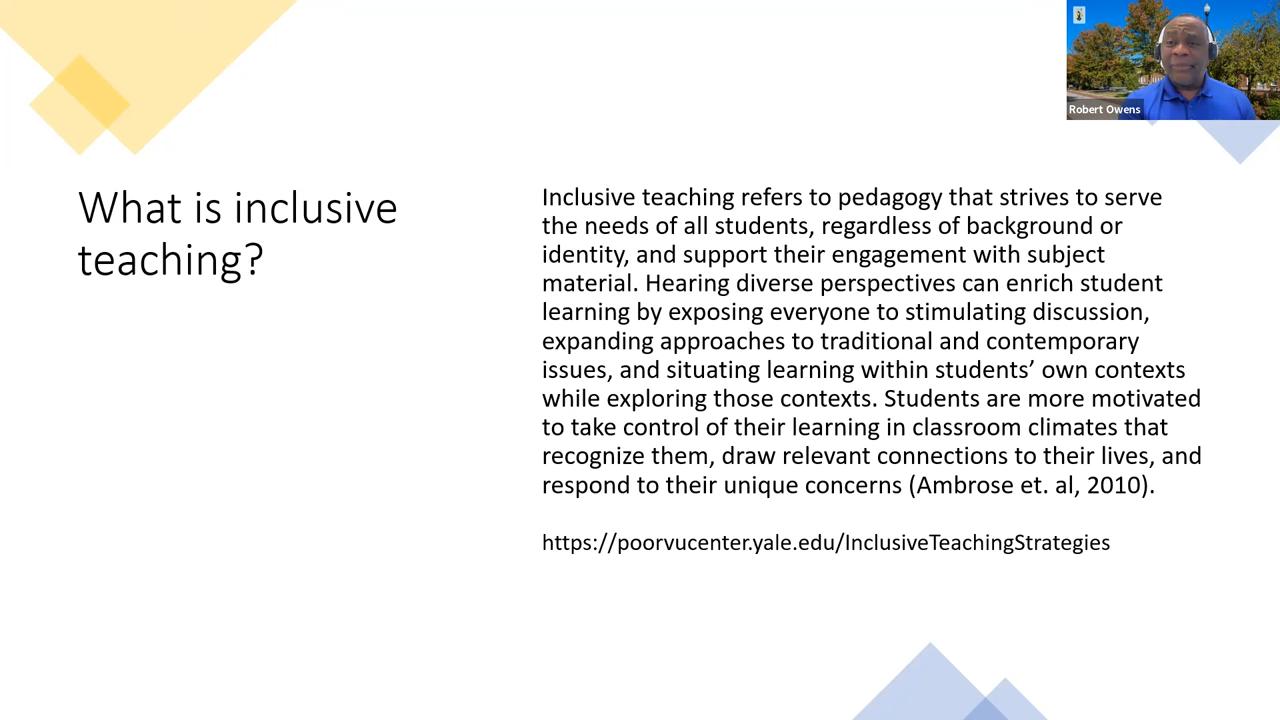 What is inclusive
teaching?
Inclusive teaching refers to pedagogy that strives to serve
the needs of all students, regardless of background or
identity, and support their engagement with subject
material. Hearing diverse perspectives can enrich student
learning by exposing everyone to stimulating discussion,
expanding approaches to traditional and contemporary
issues, and situating learning within students’ own contexts
while exploring those contexts. Students are more motivated
to take control of their learning in classroom climates that
recognize them, draw relevant connections to their lives, and
respond to their unique concerns (Ambrose et. al, 2010).
https://poorvucenter.yale.edu/InclusiveTeachingStrategies
Robert Owens